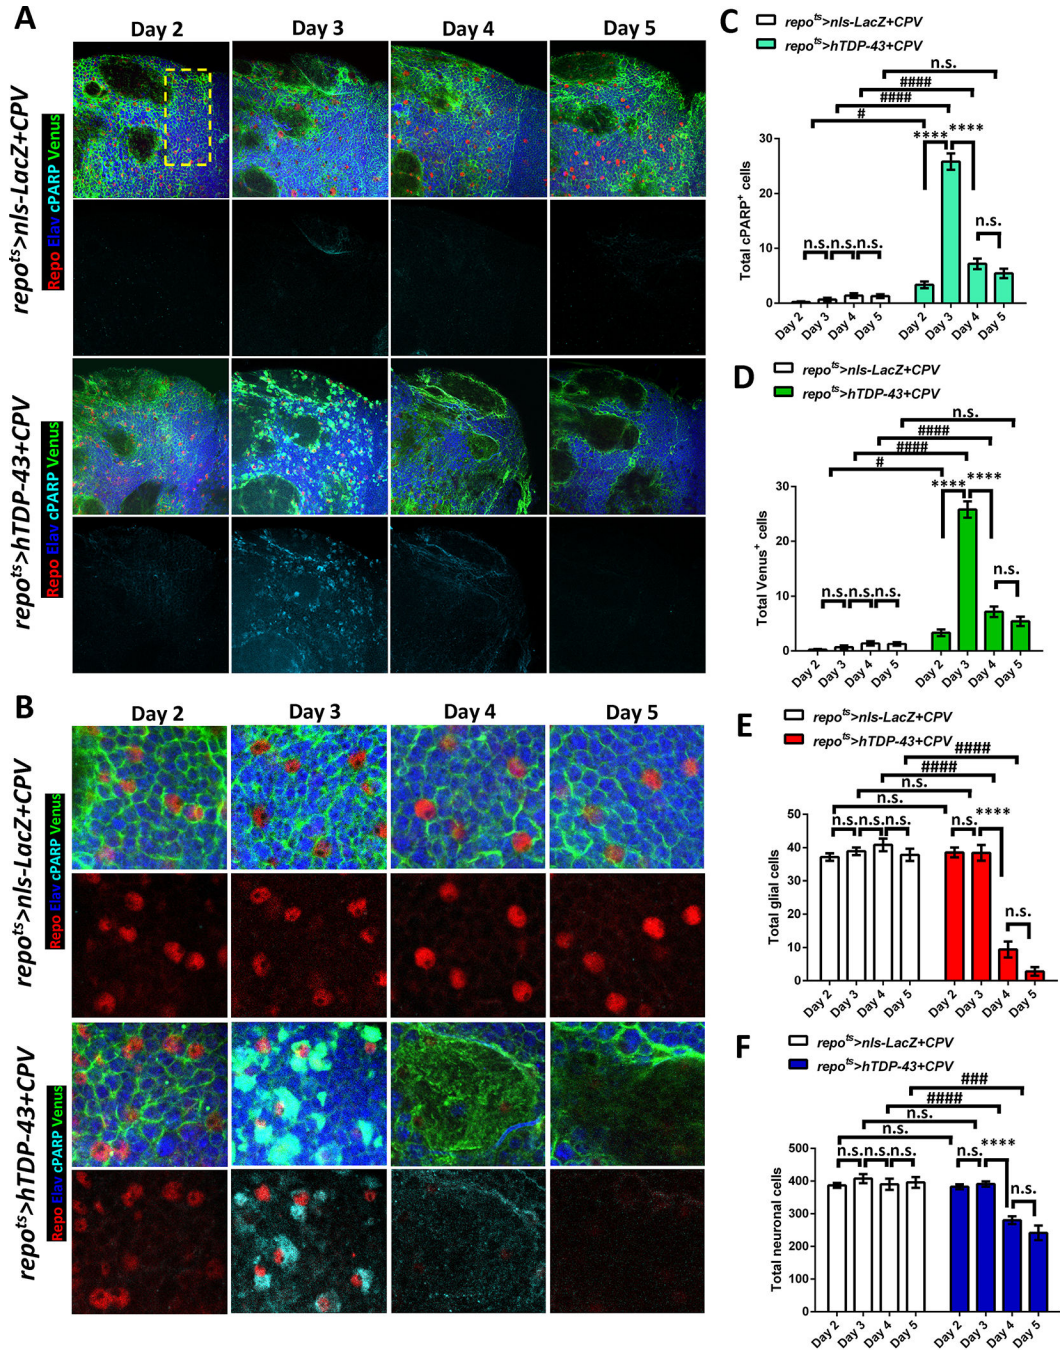 A
Day 2 Day 3 Day 4 Day 5
repots>nls-LacZ+CPV
Repo Elav cPARP Venus
repots>hTDP-43+CPV
Repo Elav cPARP Venus
B
Day 2 Day 3 Day 4 Day 5
repots>nls-LacZ+CPV
Repo Elav cPARP Venus
repots>hTDP-43+CPV
Repo Elav cPARP Venus
C
repots>nls-LacZ+CPV
repots>hTDP-43+CPV
n.s.
####
####
#
**** ****
n.s.
n.s. n.s. n.s.
Total cPARP+ cells
30
20
10
0
Day 2 Day 3 Day 4 Day 5 Day 2 Day 3 Day 4 Day 5
D
repots>nls-LacZ+CPV
repots>hTDP-43+CPV
n.s.
####
####
#
**** ****
n.s.
n.s. n.s. n.s.
Total Venus+ cells
30
20
10
0
Day 2 Day 3 Day 4 Day 5 Day 2 Day 3 Day 4 Day 5
E
repots>nls-LacZ+CPV
repots>hTDP-43+CPV
####
####
n.s.
n.s.
n.s. n.s. n.s. n.s. ****
n.s.
Total glial cells
50
40
30
20
10
0
Day 2 Day 3 Day 4 Day 5 Day 2 Day 3 Day 4 Day 5
F
repots>nls-LacZ+CPV
repots>hTDP-43+CPV
###
####
n.s.
n.s.
n.s. n.s. n.s. n.s. ****
n.s.
Total neuronal cells
500
400
300
200
100
0
Day 2 Day 3 Day 4 Day 5 Day 2 Day 3 Day 4 Day 5